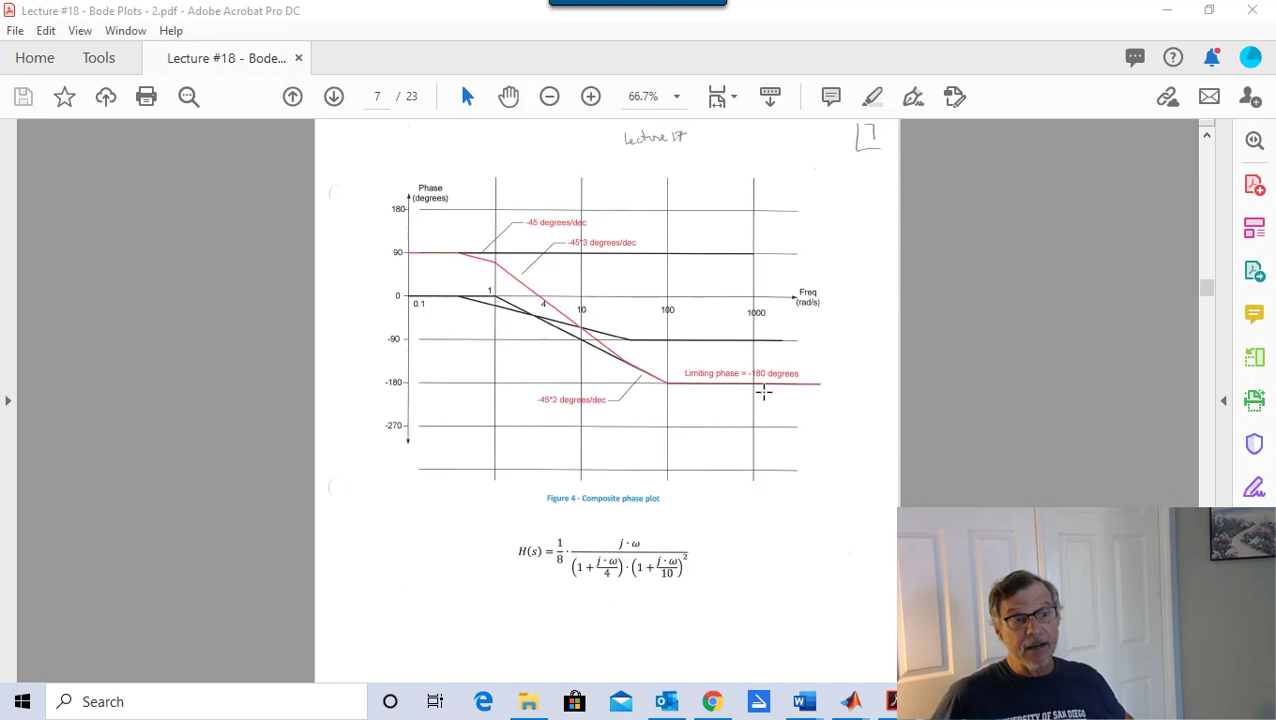 Lecture #18 - Bode Plots - 2.pdf - Adobe Acrobat Pro DC
File Edit View Window Help
Home Tools Lecture #18 - Bode... ×
7 / 23 66.7%
Lecture 17
7
Phase
(degrees)
180
-45 degrees/dec
-45*3 degrees/dec
90
1
Freq
(rad/s)
0
0.1
4
10
100
1000
-90
Limiting phase = -180 degrees
-180
-45*2 degrees/dec
-270
Figure 4 - Composite phase plot
H(s) = 1/8 · j · ω / (1 + j · ω/4) · (1 + j · ω/10)²
Search